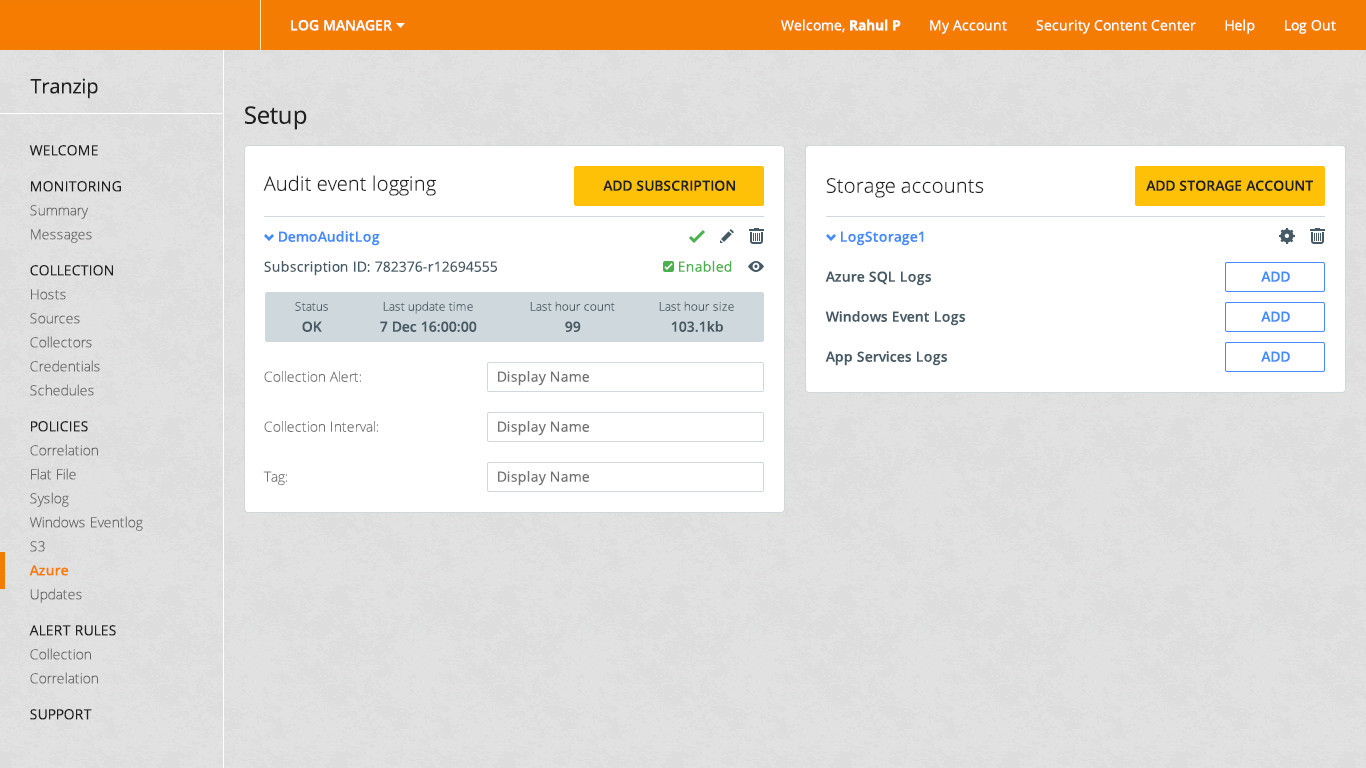 LOG MANAGER
Welcome, Rahul P
My Account
Security Content Center
Help
Log Out
Tranzip
WELCOME
MONITORING
Summary
Messages
COLLECTION
Hosts
Sources
Collectors
Credentials
Schedules
POLICIES
Correlation
Flat File
Syslog
Windows Eventlog
S3
Azure
Updates
ALERT RULES
Collection
Correlation
SUPPORT
Setup
Audit event logging
ADD SUBSCRIPTION
DemoAuditLog
Subscription ID: 782376-r12694555
Enabled
Status Last update time Last hour count Last hour size
OK 7 Dec 16:00:00 99 103.1kb
Collection Alert: Display Name
Collection Interval: Display Name
Tag: Display Name
Storage accounts
ADD STORAGE ACCOUNT
LogStorage1
Azure SQL Logs ADD
Windows Event Logs ADD
App Services Logs ADD